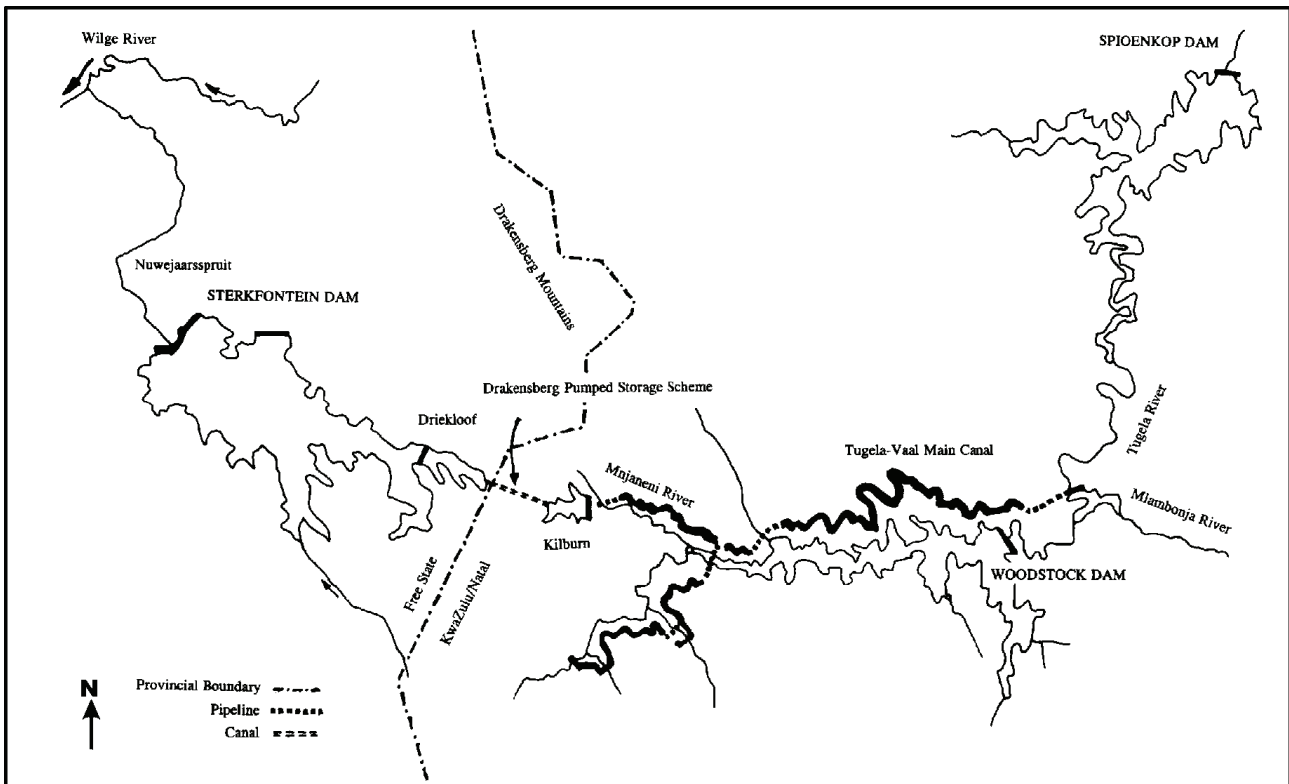 Wilge River
SPIOENKOP DAM
Drakensberg Mountains
Nuwejaarsspruit
STERKFONTEIN DAM
Drakensberg Pumped Storage Scheme
Driekloof
Tugela River
Tugela-Vaal Main Canal
Mnjaneni River
Mlambonja River
Kilburn
WOODSTOCK DAM
Free State
KwaZulu/Natal
N
Provincial Boundary
Pipeline
Canal